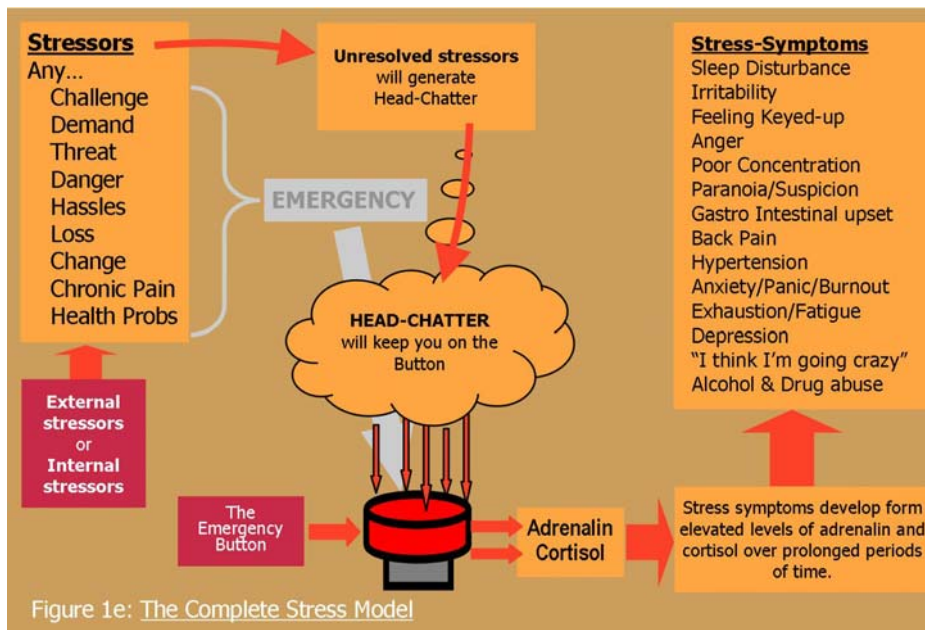 Stressors
Any...
Challenge
Demand
Threat
Danger
Hassles
Loss
Change
Chronic Pain
Health Probs
External
stressors
or
Internal
stressors
Unresolved stressors
will generate
Head-Chatter
EMERGENCY
HEAD-CHATTER
will keep you on the
Button
The
Emergency
Button
Adrenalin
Cortisol
Stress symptoms develop form
elevated levels of adrenalin and
cortisol over prolonged periods
of time.
Stress-Symptoms
Sleep Disturbance
Irritability
Feeling Keyed-up
Anger
Poor Concentration
Paranoia/Suspicion
Gastro Intestinal upset
Back Pain
Hypertension
Anxiety/Panic/Burnout
Exhaustion/Fatigue
Depression
“I think I’m going crazy”
Alcohol & Drug abuse
Figure 1e: The Complete Stress Model